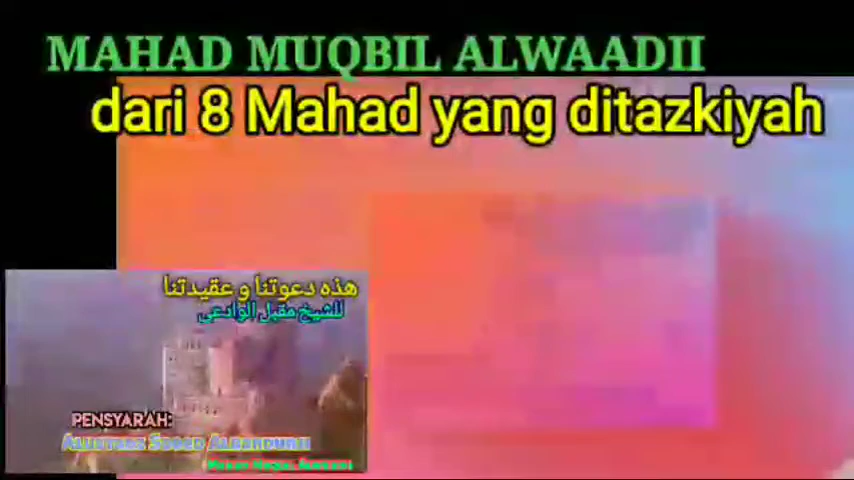 MAHAD MUQBIL ALWAADII
dari 8 Mahad yang ditazkiyah
هذه دعوتنا و عقيدتنا
للشيخ مقبل الوادعي
PENSYARAH: